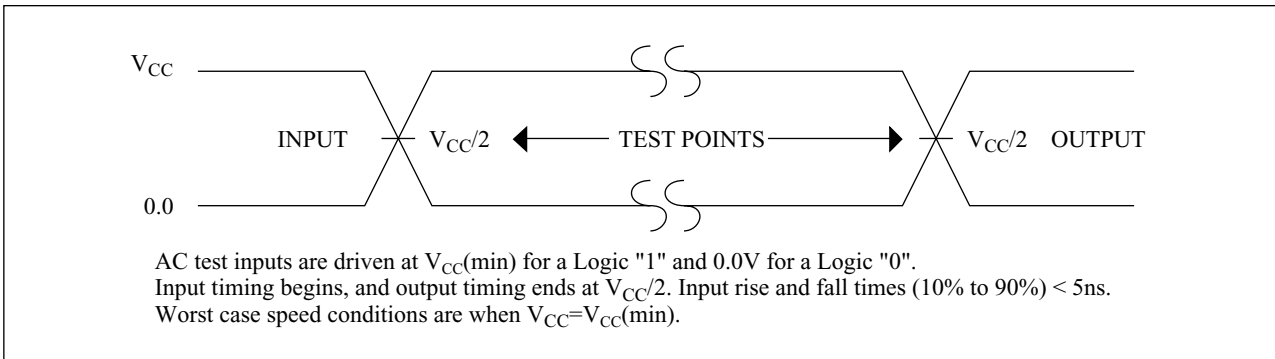 VCC
INPUT VCC/2 TEST POINTS VCC/2 OUTPUT
0.0
AC test inputs are driven at VCC(min) for a Logic "1" and 0.0V for a Logic "0".
Input timing begins, and output timing ends at VCC/2. Input rise and fall times (10% to 90%) < 5ns.
Worst case speed conditions are when VCC=VCC(min).